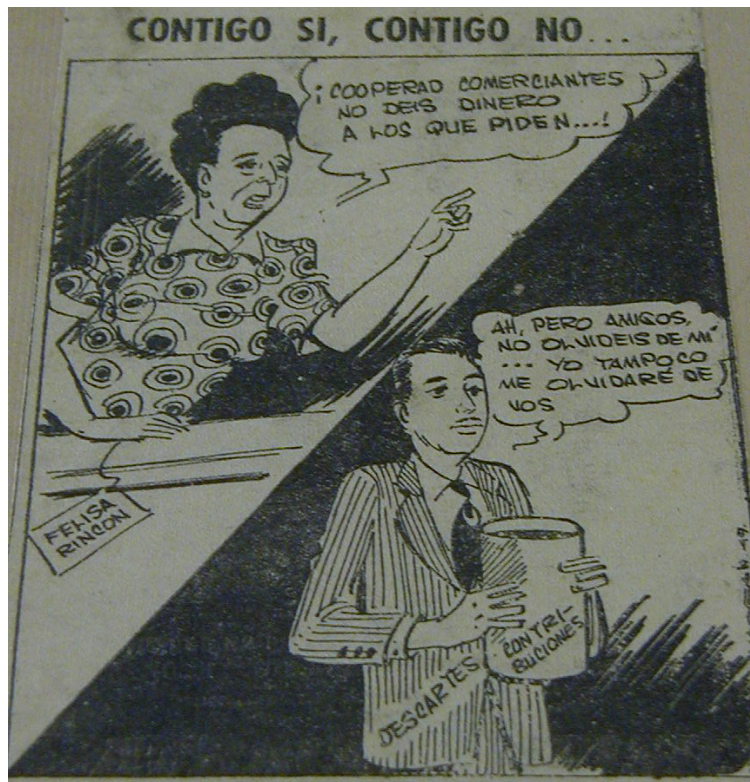 CONTIGO SI, CONTIGO NO...
¡COOPERAD COMERCIANTES
NO DEIS DINERO
A LOS QUE PIDEN...!
FELISA
RINCON
AH, PERO AMIGOS,
NO OLVIDEIS DE MI
... YO TAMPOCO
ME OLVIDARÉ DE
VOS
CONTRI-
BUCIONES
DESCARTES